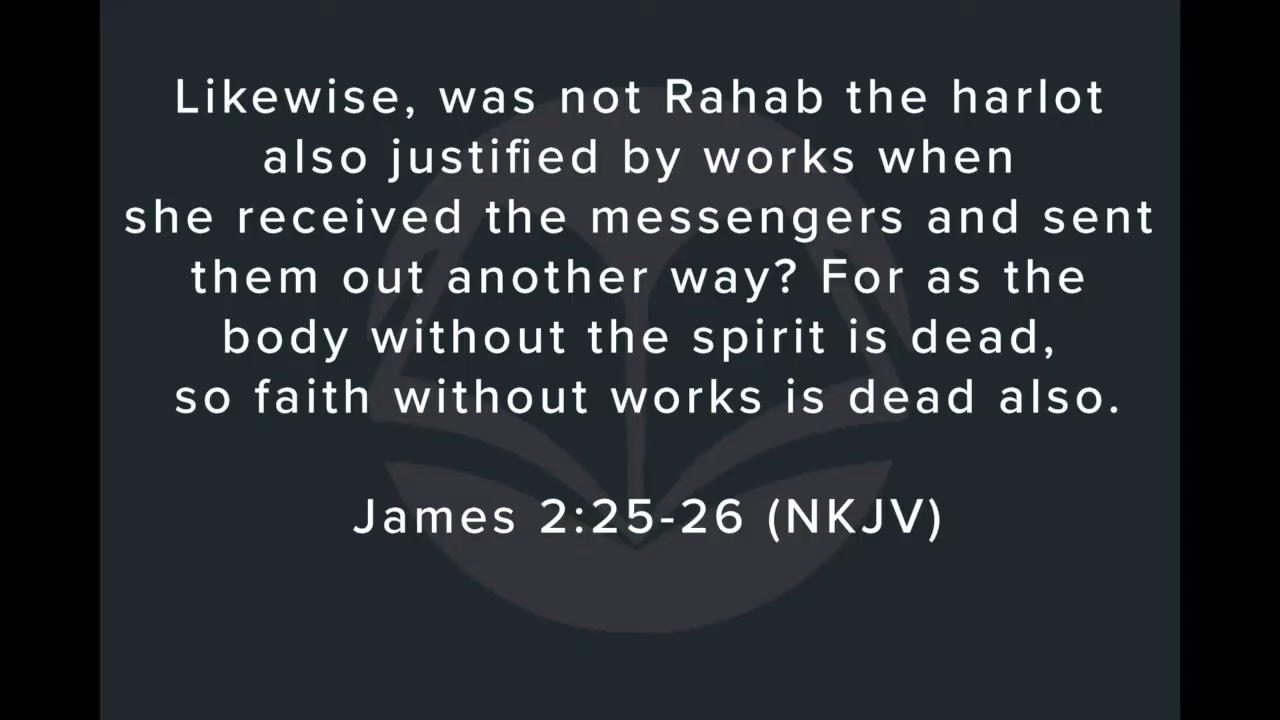 Likewise, was not Rahab the harlot
also justified by works when
she received the messengers and sent
them out another way? For as the
body without the spirit is dead,
so faith without works is dead also.
James 2:25-26 (NKJV)